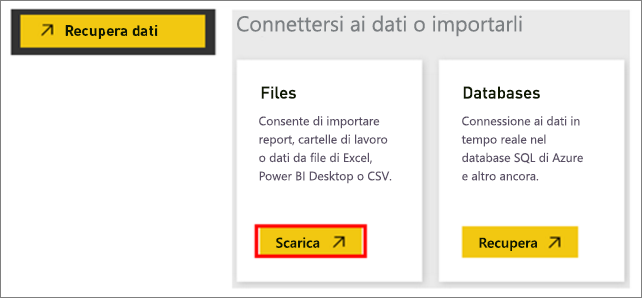 Recupera dati
Connettersi ai dati o importarli
Files
Consente di importare
report, cartelle di lavoro
o dati da file di Excel,
Power BI Desktop o CSV.
Scarica
Databases
Connessione ai dati in
tempo reale nel
database SQL di Azure
e altro ancora.
Recupera